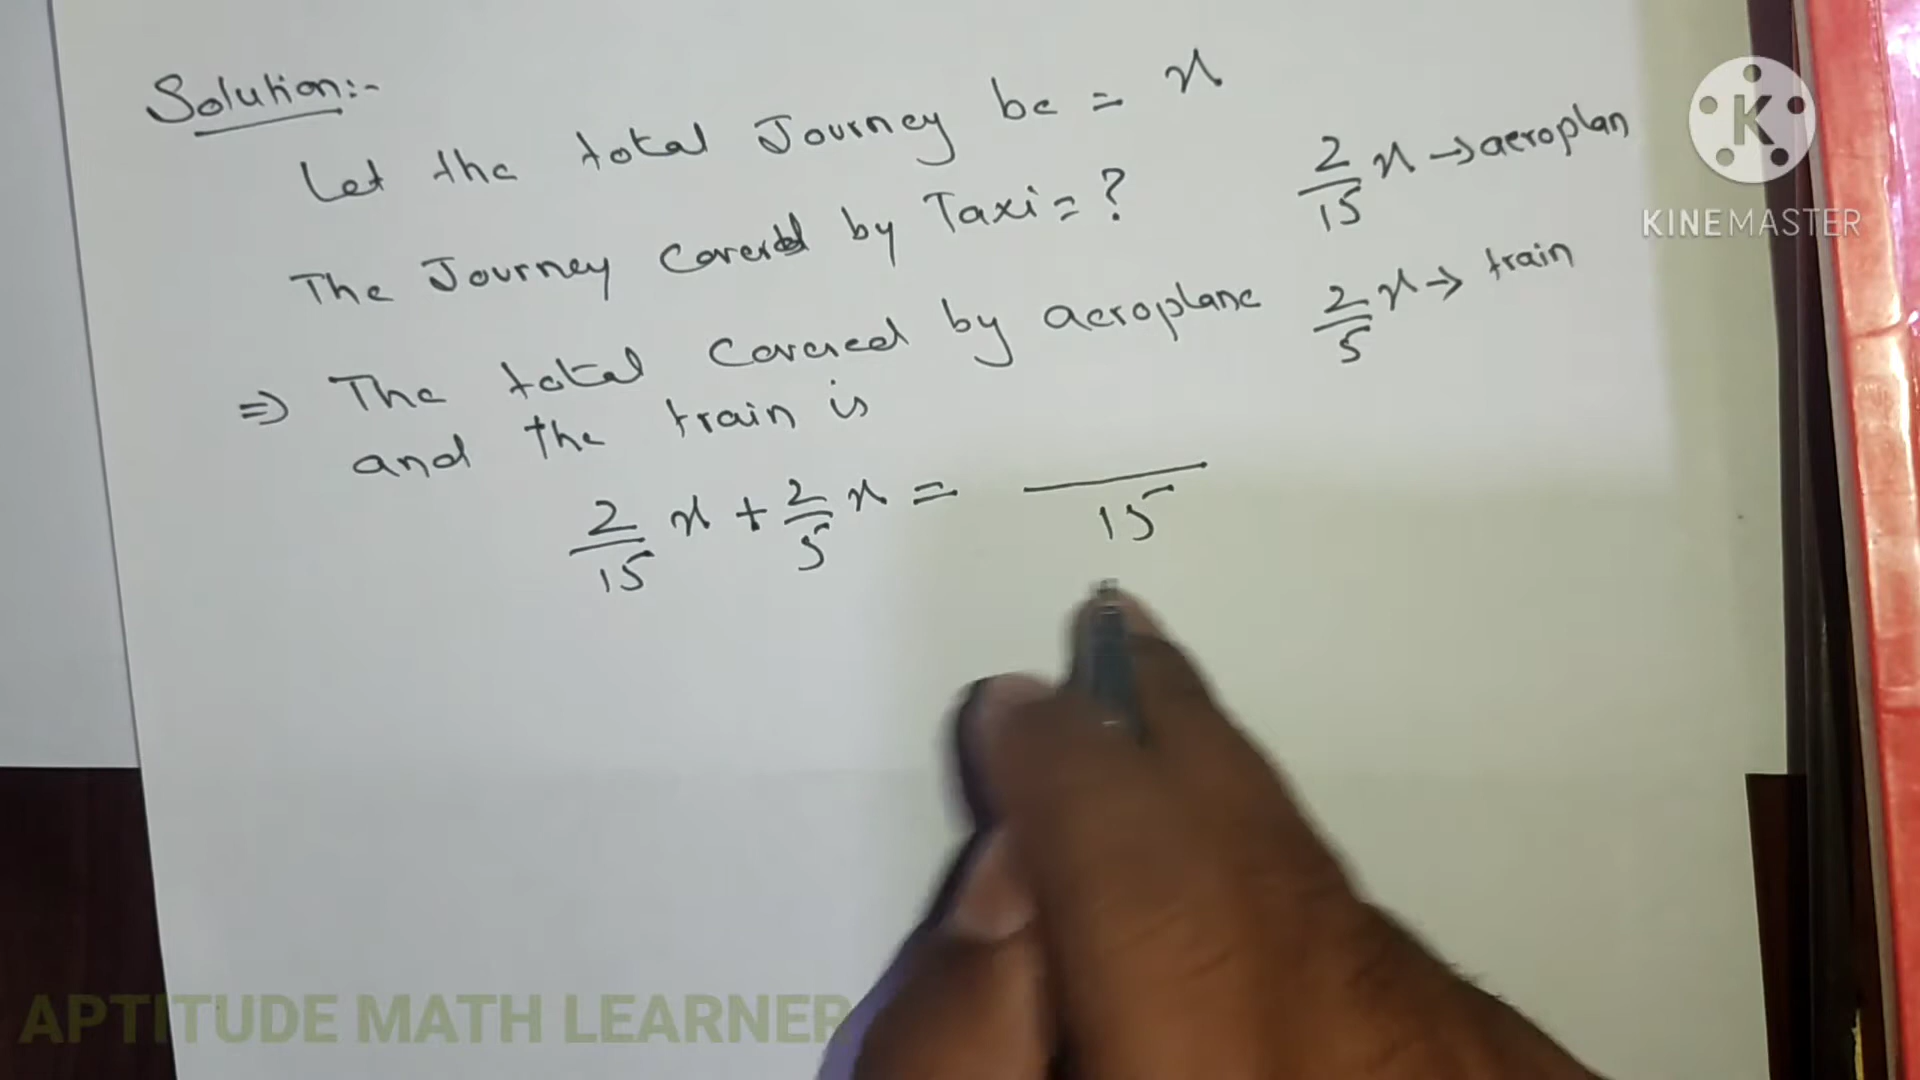 Solution:-
Let the total Journey be = x
The Journey Covered by Taxi = ?
⇒ The total Covered by aeroplane
and the train is
2/15 x + 2/5 x = /15
2/15 x → aeroplan
2/5 x → train
K
KINEMASTER
APTITUDE MATH LEARNER